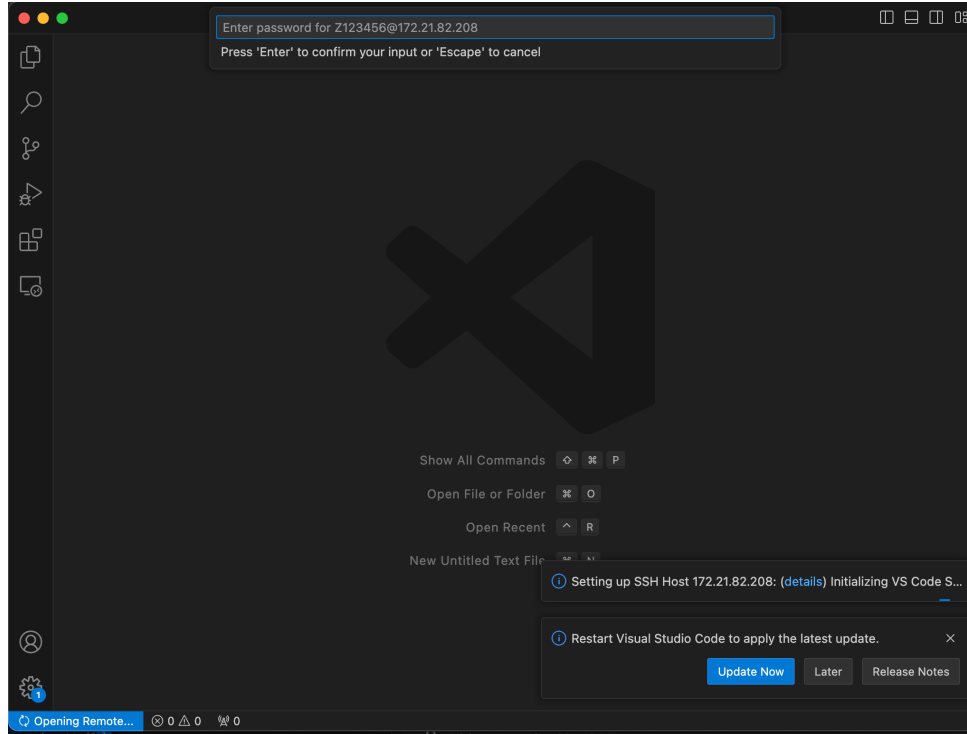 Enter password for Z123456@172.21.82.208
Press 'Enter' to confirm your input or 'Escape' to cancel
Show All Commands ⇧ ⌘ P
Open File or Folder ⌘ O
Open Recent ^ R
New Untitled Text File ⌘ N
Setting up SSH Host 172.21.82.208: (details) Initializing VS Code S...
Restart Visual Studio Code to apply the latest update.
Update Now Later Release Notes
1
Opening Remote... 0 0 0